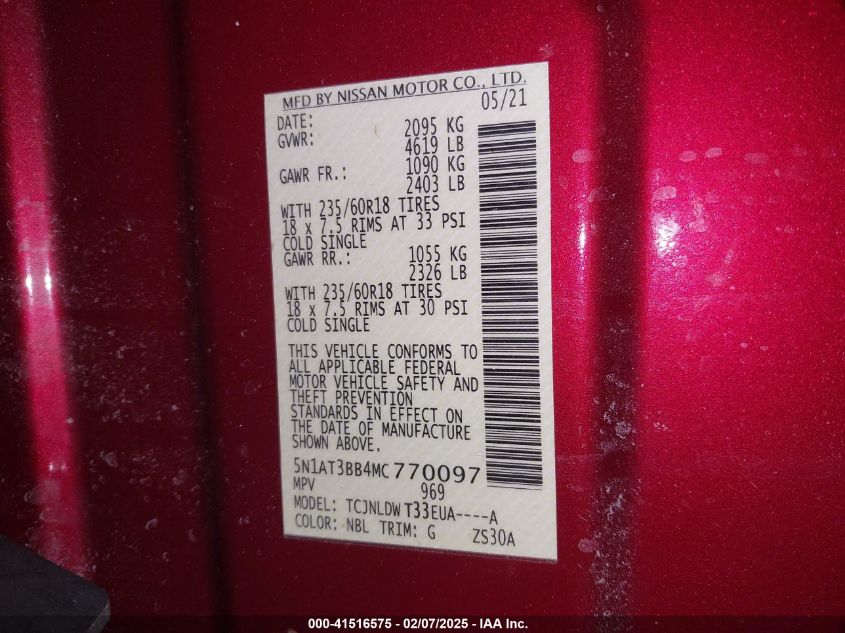 MFD BY NISSAN MOTOR CO., LTD.
DATE: 05/21
GVWR: 2095 KG
4619 LB
GAWR FR.: 1090 KG
2403 LB
WITH 235/60R18 TIRES
18 x 7.5 RIMS AT 33 PSI
COLD SINGLE
GAWR RR.: 1055 KG
2326 LB
WITH 235/60R18 TIRES
18 x 7.5 RIMS AT 30 PSI
COLD SINGLE
THIS VEHICLE CONFORMS TO
ALL APPLICABLE FEDERAL
MOTOR VEHICLE SAFETY AND
THEFT PREVENTION
STANDARDS IN EFFECT ON
THE DATE OF MANUFACTURE
SHOWN ABOVE.
5N1AT3BB4MC770097
MPV 969
MODEL: TCJNLDW T33EUA----A
COLOR: NBL TRIM: G ZS30A
000-41516575 - 02/07/2025 - IAA Inc.